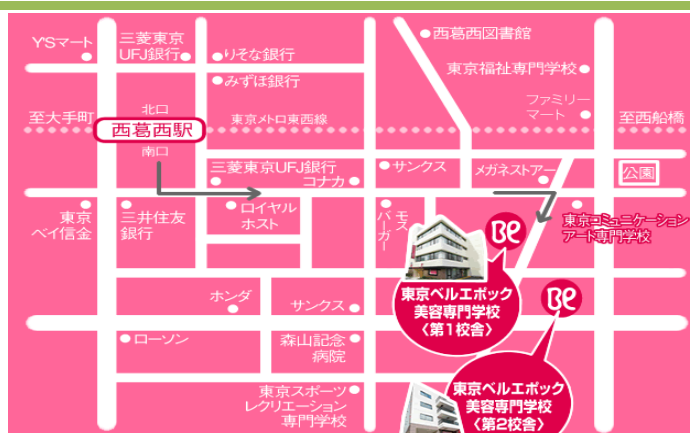 Y'Sマート
三菱東京
UFJ銀行
りそな銀行
みずほ銀行
西葛西図書館
東京福祉専門学校
ファミリー
マート
至大手町
北口
西葛西駅
南口
東京メトロ東西線
至西船橋
三菱東京UFJ銀行
コナカ
サンクス
メガネストアー
公園
東京
ベイ信金
三井住友
銀行
ロイヤル
ホスト
モス
バーガー
東京コミュニケーション
アート専門学校
Be
東京ベルエポック
美容専門学校
〈第1校舎〉
Be
ホンダ
サンクス
ローソン
森山記念
病院
東京スポーツ
レクリエーション
専門学校
東京ベルエポック
美容専門学校
〈第2校舎〉